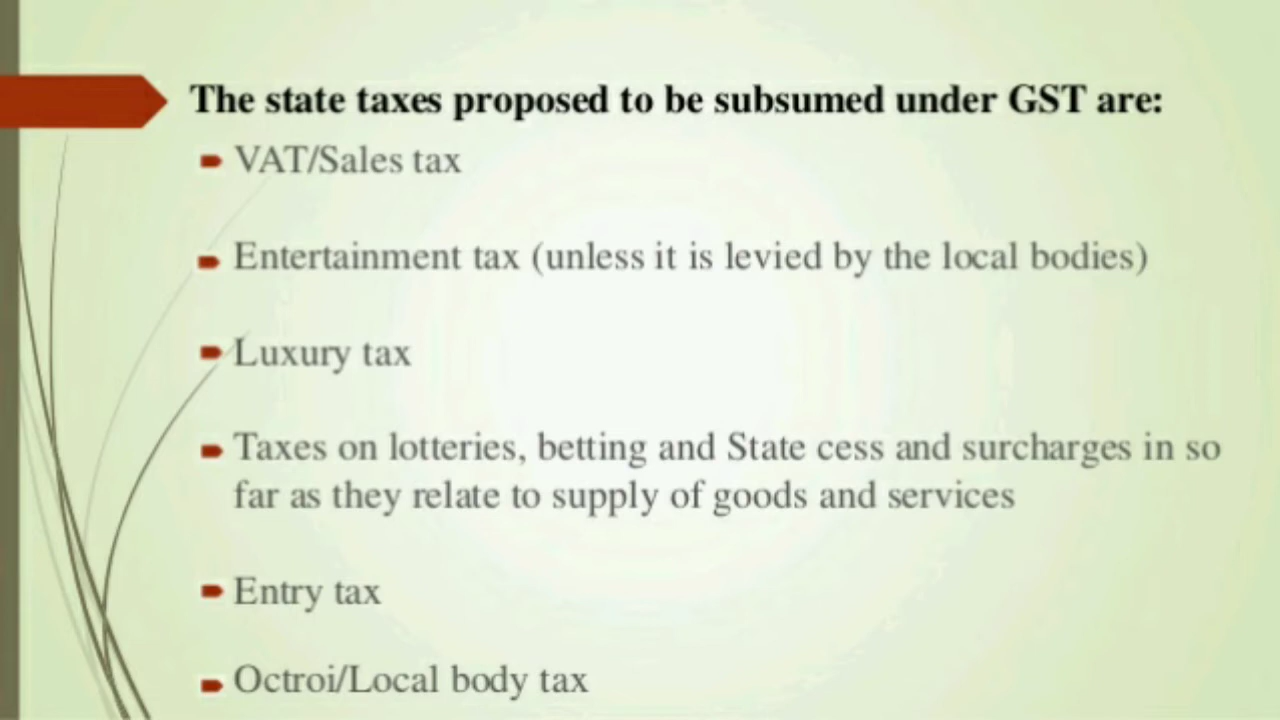 The state taxes proposed to be subsumed under GST are:
VAT/Sales tax
Entertainment tax (unless it is levied by the local bodies)
Luxury tax
Taxes on lotteries, betting and State cess and surcharges in so
far as they relate to supply of goods and services
Entry tax
Octroi/Local body tax